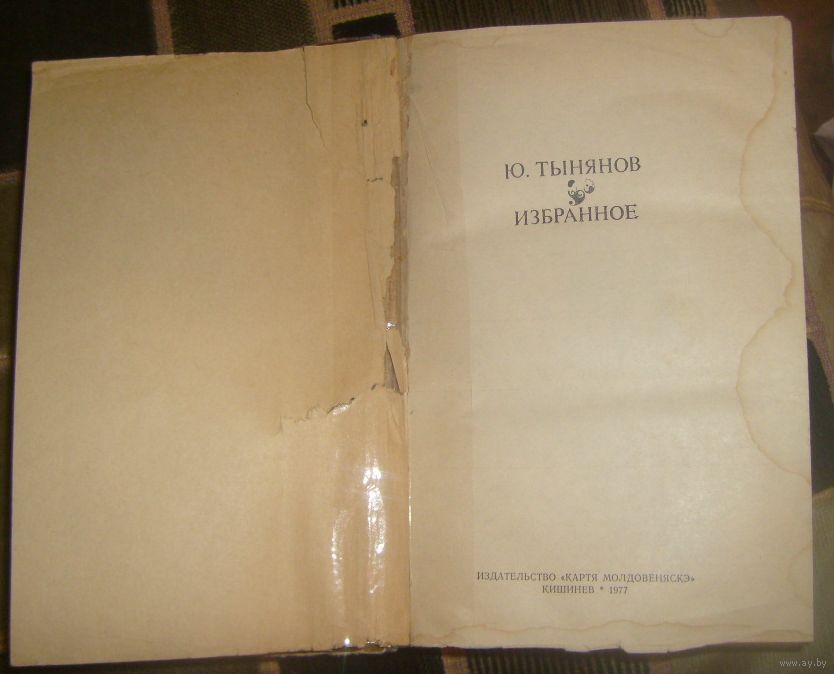 Ю. ТЫНЯНОВ
ИЗБРАННОЕ
ИЗДАТЕЛЬСТВО «КАРТЯ МОЛДОВЕНЯСКЭ»
КИШИНЕВ * 1977
www.ay.by